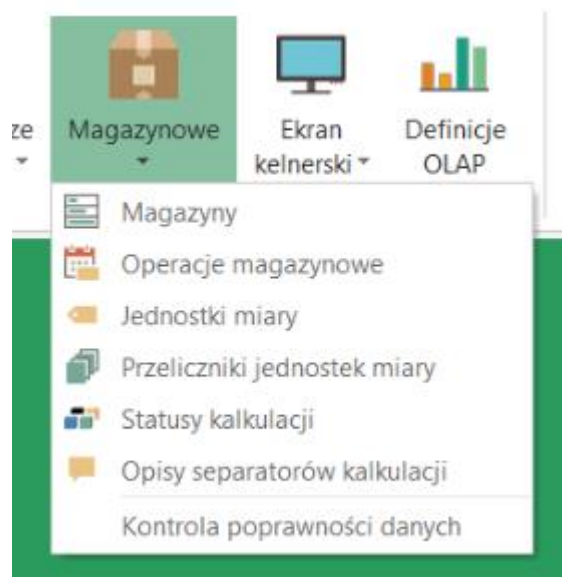 ze
Magazynowe
Ekran
kelnerski
Definicje
OLAP
Magazyny
Operacje magazynowe
Jednostki miary
Przeliczniki jednostek miary
Statusy kalkulacji
Opisy separatorów kalkulacji
Kontrola poprawności danych